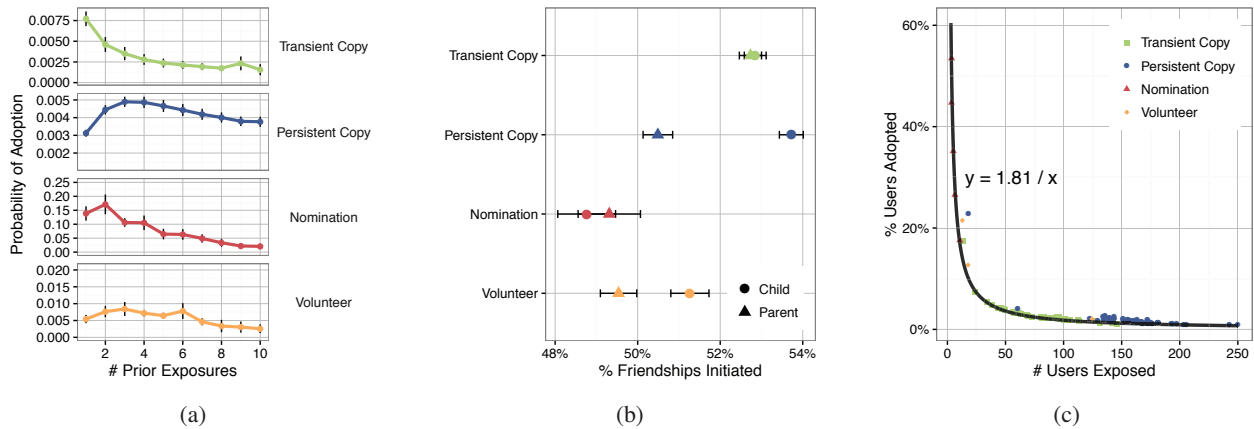 Probability of Adoption
0.0075
0.0050
0.0025
0.0000
Transient Copy
0.005
0.004
0.003
0.002
Persistent Copy
0.25
0.20
0.15
0.10
0.05
0.00
Nomination
0.020
0.015
0.010
0.005
0.000
Volunteer
2 4 6 8 10
# Prior Exposures
(a)
Transient Copy
Persistent Copy
Nomination
Volunteer
Child
Parent
48% 50% 52% 54%
% Friendships Initiated
(b)
% Users Adopted
60%
40%
20%
0%
Transient Copy
Persistent Copy
Nomination
Volunteer
y = 1.81 / x
0 50 100 150 200 250
# Users Exposed
(c)